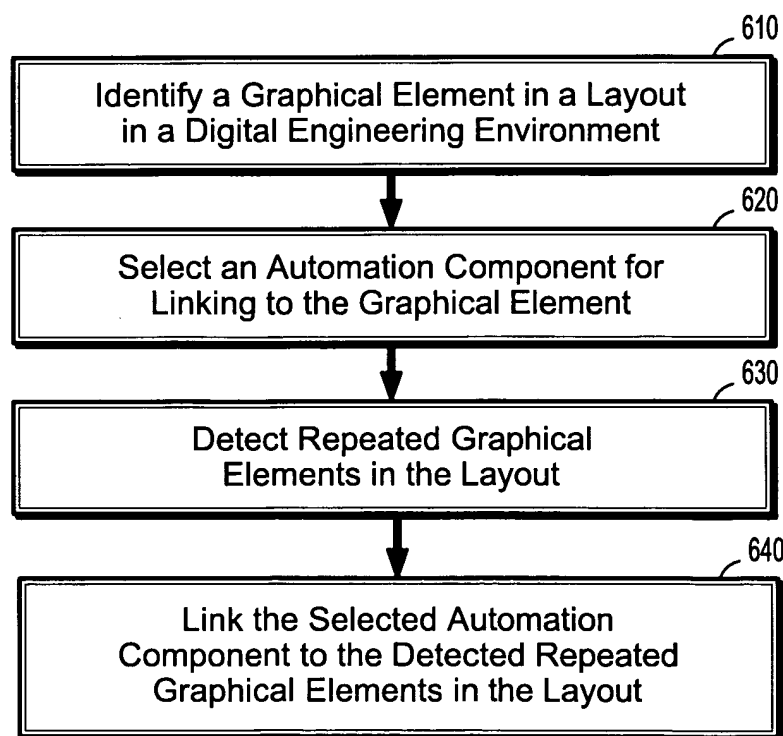 610
Identify a Graphical Element in a Layout
in a Digital Engineering Environment
620
Select an Automation Component for
Linking to the Graphical Element
630
Detect Repeated Graphical
Elements in the Layout
640
Link the Selected Automation
Component to the Detected Repeated
Graphical Elements in the Layout